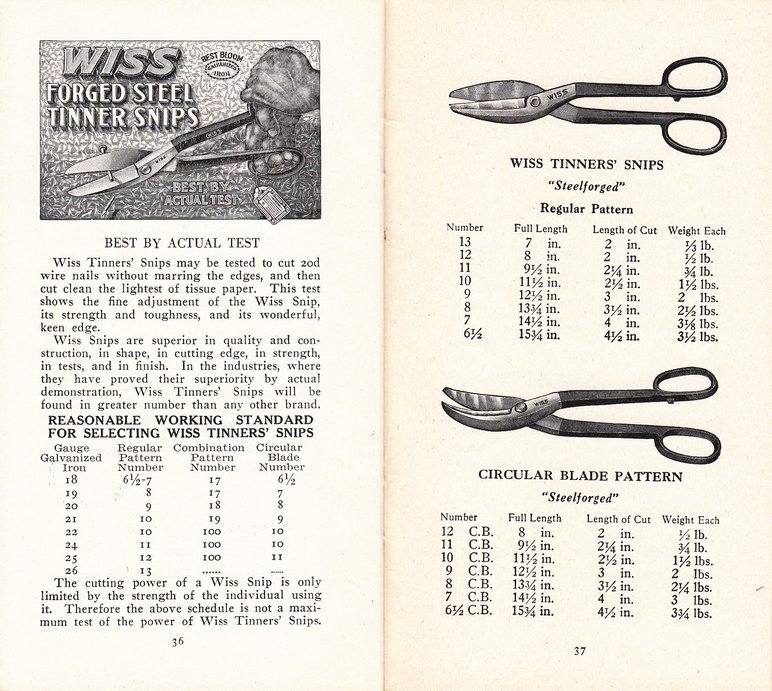 WISS
FORGED STEEL
TINNER SNIPS
BEST BLOOM
GALVANIZED
IRON
WISS
WISS
BEST BY
ACTUAL TEST
BEST BY ACTUAL TEST
Wiss Tinners' Snips may be tested to cut 20d
wire nails without marring the edges, and then
cut clean the lightest of tissue paper. This test
shows the fine adjustment of the Wiss Snip,
its strength and toughness, and its wonderful,
keen edge.
Wiss Snips are superior in quality and con-
struction, in shape, in cutting edge, in strength,
in tests, and in finish. In the industries, where
they have proved their superiority by actual
demonstration, Wiss Tinners' Snips will be
found in greater number than any other brand.
REASONABLE WORKING STANDARD
FOR SELECTING WISS TINNERS' SNIPS
Gauge Regular Combination Circular
Galvanized Pattern Pattern Blade
Iron Number Number Number
18 6½-7 17 6½
19 8 17 7
20 9 18 8
21 10 19 9
22 10 100 10
24 11 100 10
25 12 100 11
26 13 ...... —
The cutting power of a Wiss Snip is only
limited by the strength of the individual using
it. Therefore the above schedule is not a maxi-
mum test of the power of Wiss Tinners' Snips.
36
WISS
WISS TINNERS' SNIPS
"Steelforged"
Regular Pattern
Number Full Length Length of Cut Weight Each
13 7 in. 2 in. ⅓ lb.
12 8 in. 2 in. ½ lb.
11 9½ in. 2¼ in. ¾ lb.
10 11½ in. 2½ in. 1½ lbs.
9 12½ in. 3 in. 2 lbs.
8 13¾ in. 3½ in. 2½ lbs.
7 14½ in. 4 in. 3⅛ lbs.
6½ 15¾ in. 4½ in. 3½ lbs.
WISS
CIRCULAR BLADE PATTERN
"Steelforged"
Number Full Length Length of Cut Weight Each
12 C.B. 8 in. 2 in. ½ lb.
11 C.B. 9½ in. 2¼ in. ¾ lb.
10 C.B. 11½ in. 2½ in. 1½ lbs.
9 C.B. 12½ in. 3 in. 2 lbs.
8 C.B. 13¾ in. 3½ in. 2¼ lbs.
7 C.B. 14½ in. 4 in. 3 lbs.
6½ C.B. 15¾ in. 4½ in. 3¾ lbs.
37